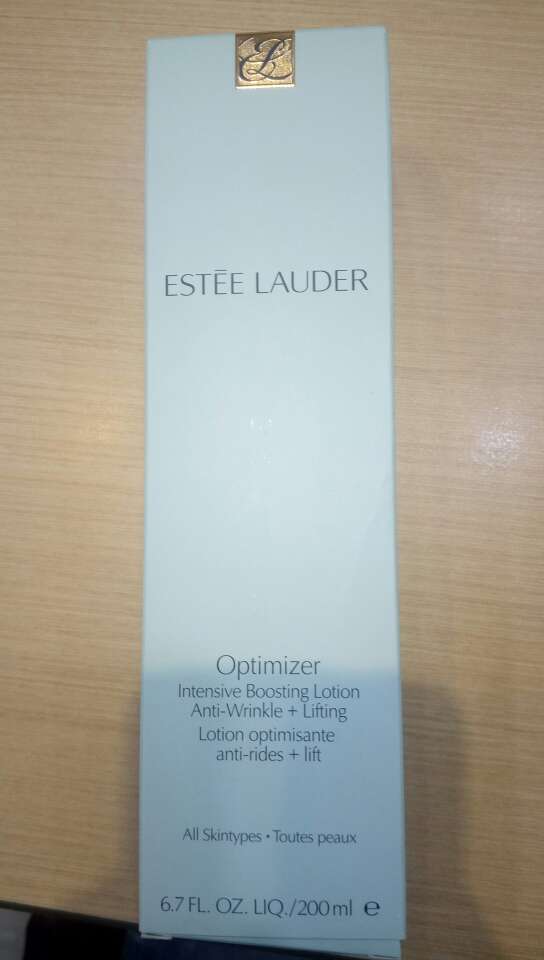 ESTĒE LAUDER
Optimizer
Intensive Boosting Lotion
Anti-Wrinkle + Lifting
Lotion optimisante
anti-rides + lift
All Skintypes • Toutes peaux
6.7 FL. OZ. LIQ./200 ml ℮